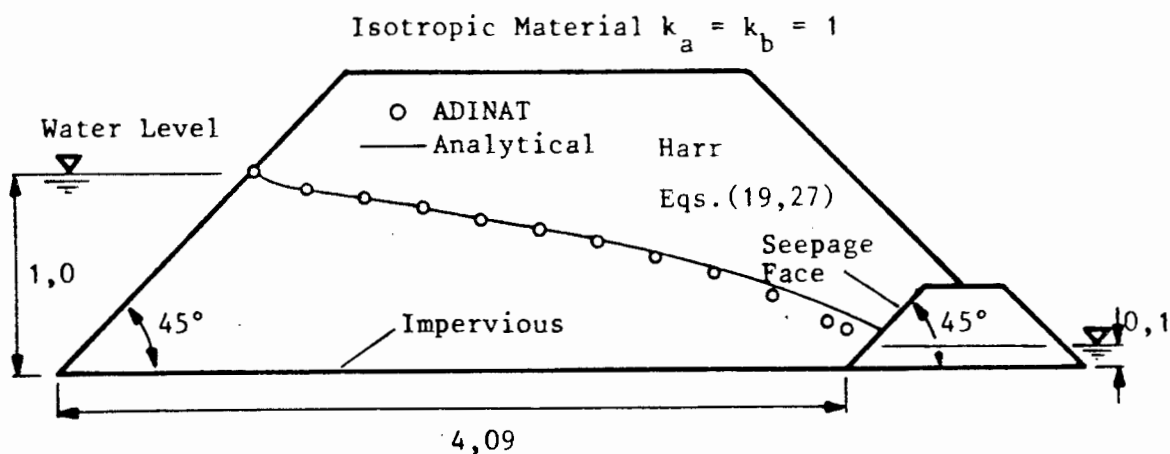 Isotropic Material k_a = k_b = 1
ADINAT
Water Level
Analytical
Harr
Eqs.(19,27)
Seepage
Face
1,0
45°
Impervious
45°
0,1
4,09